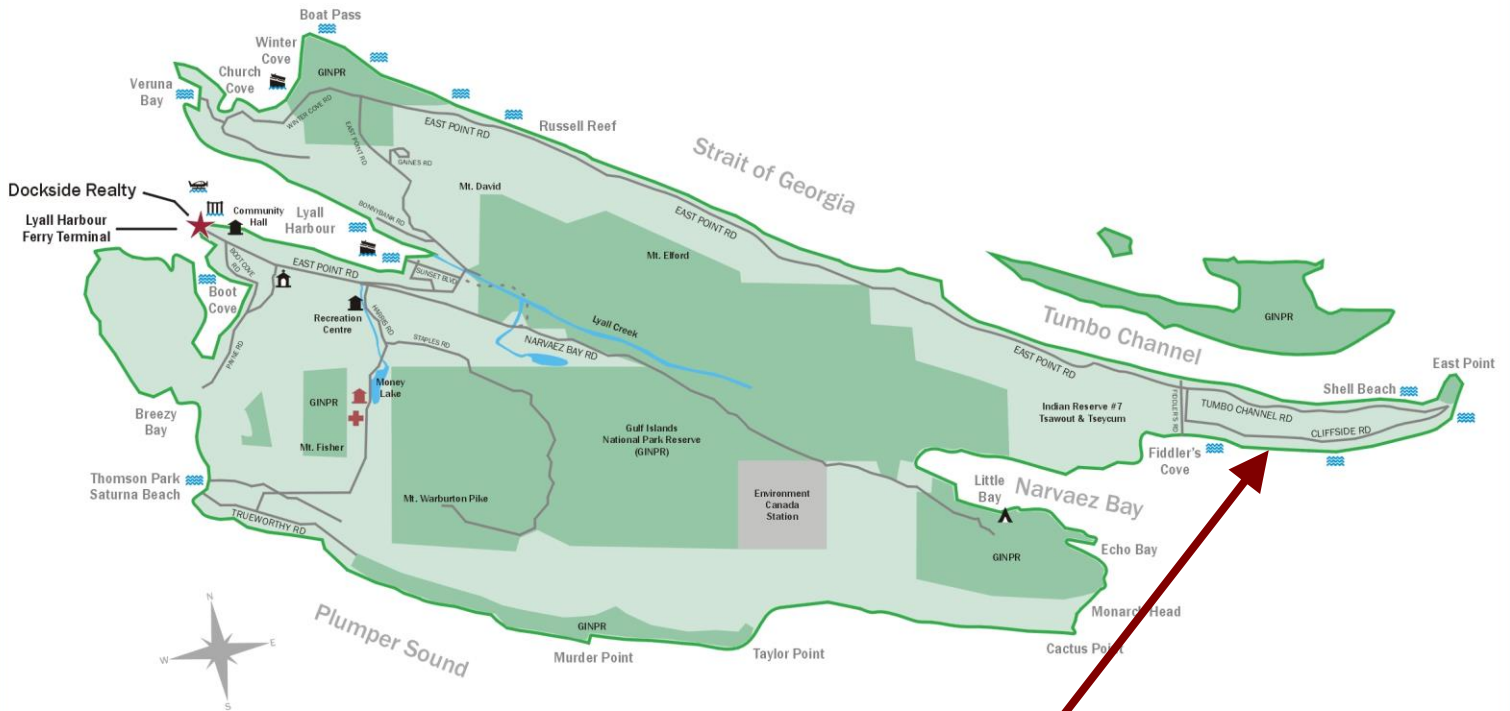 Boat Pass
Winter
Cove
Church
Cove
Veruna
Bay
GINPR
WINTER COVE RD
EAST POINT RD
EAST POINT RD
Russell Reef
Strait of Georgia
GAINES RD
Mt. David
BONNYBANK RD
Dockside Realty
Lyall Harbour
Ferry Terminal
Community
Hall
Lyall
Harbour
EAST POINT RD
Mt. Elford
BOOT COVE
RD
EAST POINT RD
SUNSET BLVD
Boot
Cove
Recreation
Centre
HARRIS RD
STAPLES RD
NARVAEZ BAY RD
Lyall Creek
Tumbo Channel
GINPR
EAST POINT RD
East Point
Shell Beach
PAYNE RD
Money
Lake
GINPR
Breezy
Bay
Mt. Fisher
Gulf Islands
National Park Reserve
(GINPR)
Indian Reserve #7
Tsawout & Tseycum
FIDDLER'S RD
TUMBO CHANNEL RD
CLIFFSIDE RD
Fiddler's
Cove
Thomson Park
Saturna Beach
Mt. Warburton Pike
Environment
Canada
Station
Little
Bay
Narvaez Bay
TRUEWORTHY RD
Echo Bay
GINPR
Monarch Head
Cactus Point
GINPR
Plumper Sound
Murder Point
Taylor Point
N
W
E
S